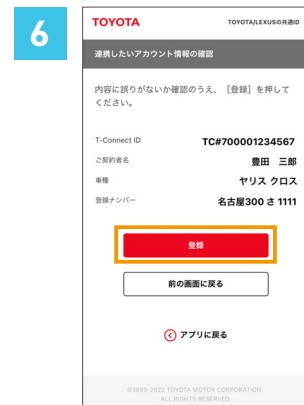 6
TOYOTA TOYOTA/LEXUSの共通ID
連携したいアカウント情報の確認
内容に誤りがないか確認のうえ、［登録］を押して
ください。
T-Connect ID TC#700001234567
ご契約者名 豊田　三郎
車種 ヤリス クロス
登録ナンバー 名古屋300 さ 1111
登録
前の画面に戻る
アプリに戻る
©1995-2022 TOYOTA MOTOR CORPORATION.
ALL RIGHTS RESERVED.